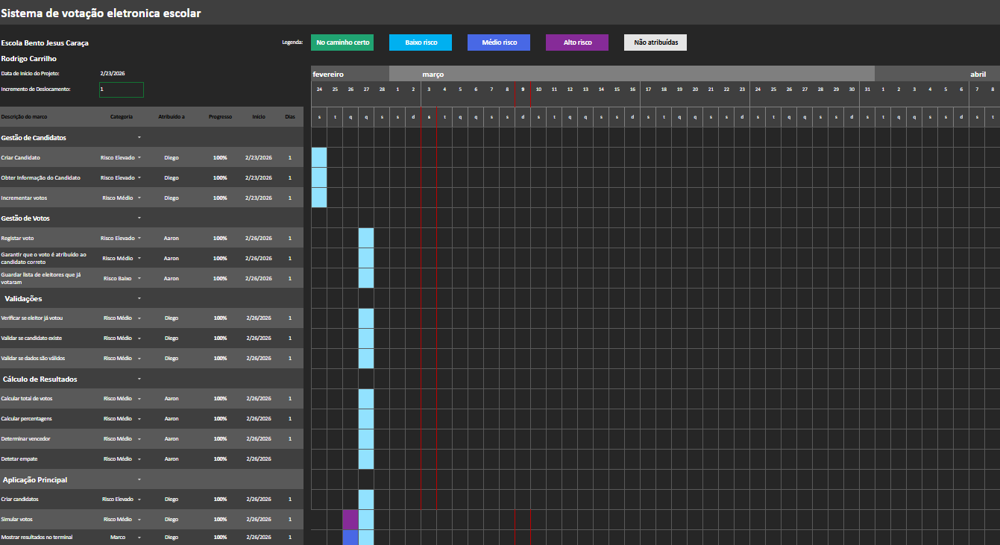 Sistema de votação eletronica escolar
Escola Bento Jesus Caraça
Legenda: No caminho certo Baixo risco Médio risco Alto risco Não atribuídas
Rodrigo Carrilho
Data de Início do Projeto: 2/23/2026
fevereiro março abril
Incremento de Deslocamento: 1
24 25 26 27 28 1 2 3 4 5 6 7 8 9 10 11 12 13 14 15 16 17 18 19 20 21 22 23 24 25 26 27 28 29 30 31 1 2 3 4 5 6 7 8
Descrição do marco Categoria Atribuído a Progresso Início Dias
s t q q s s d s t q q s s d s t q q s s d s t q q s s d s t q q s s d s t q q s s d s t
Gestão de Candidatos
Criar Candidato Risco Elevado Diego 100% 2/23/2026 1
Obter Informação do Candidato Risco Elevado Diego 100% 2/23/2026 1
Incrementar votos Risco Médio Diego 100% 2/23/2026 1
Gestão de Votos
Registar voto Risco Elevado Aaron 100% 2/26/2026 1
Garantir que o voto é atribuído ao
candidato correto Risco Médio Aaron 100% 2/26/2026 1
Guardar lista de eleitores que já
votaram Risco Baixo Aaron 100% 2/26/2026 1
Validações
Verificar se eleitor já votou Risco Médio Diego 100% 2/26/2026 1
Validar se candidato existe Risco Médio Diego 100% 2/26/2026 1
Validar se dados são válidos Risco Médio Diego 100% 2/26/2026 1
Cálculo de Resultados
Calcular total de votos Risco Médio Aaron 100% 2/26/2026 1
Calcular percentagens Risco Médio Aaron 100% 2/26/2026 1
Determinar vencedor Risco Médio Aaron 100% 2/26/2026 1
Detetar empate Risco Médio Aaron 100% 2/26/2026
Aplicação Principal
Criar candidatos Risco Elevado Diego 100% 2/26/2026 1
Simular votos Risco Médio Diego 100% 2/26/2026 1
Mostrar resultados no terminal Marco Diego 100% 2/26/2026 1